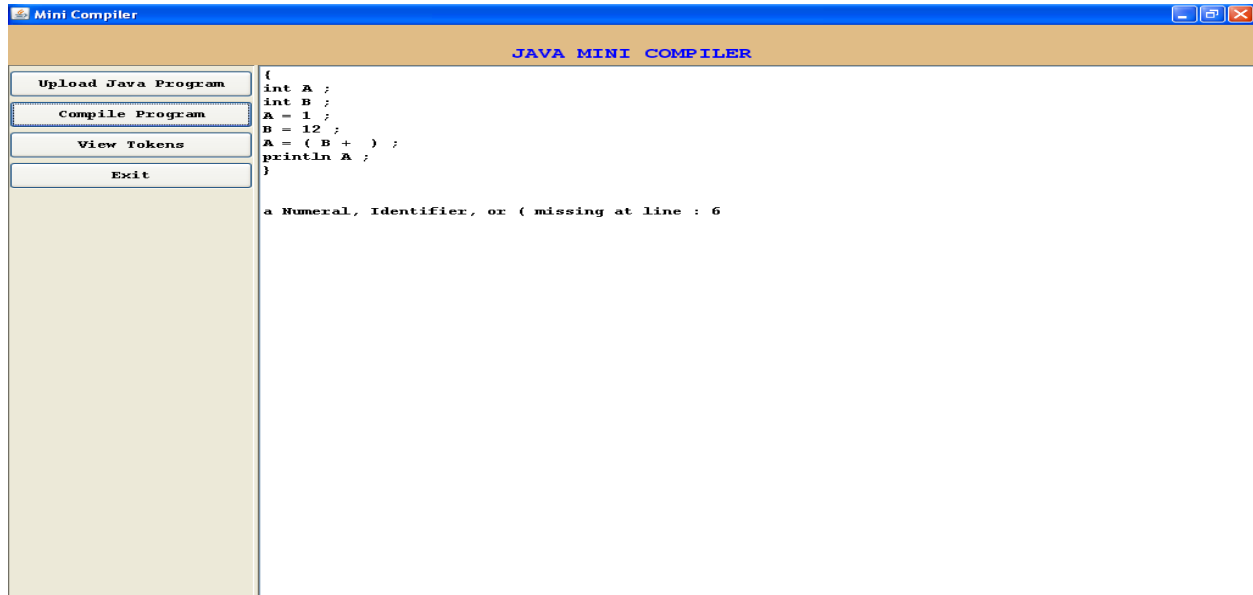 Mini Compiler
JAVA MINI COMPILER
Upload Java Program
Compile Program
View Tokens
Exit
{
int A ;
int B ;
A = 1 ;
B = 12 ;
A = ( B +  ) ;
println A ;
}
a Numeral, Identifier, or ( missing at line : 6